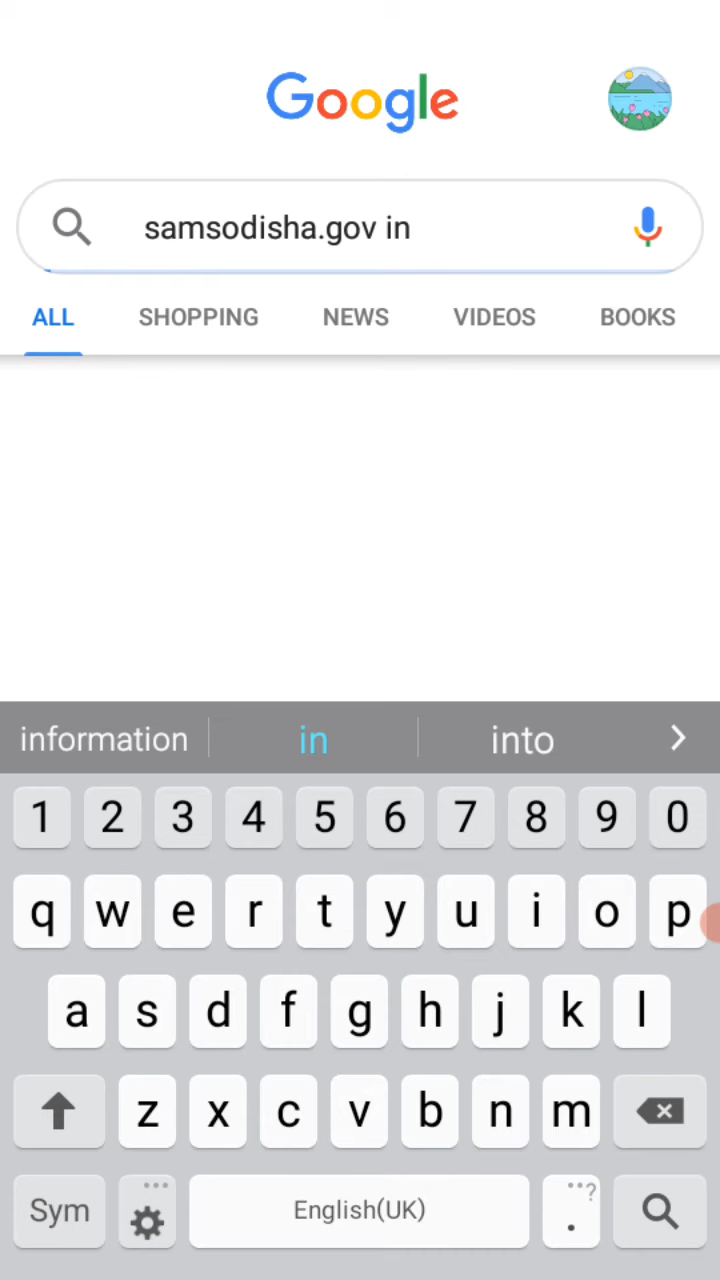 Google
samsodisha.gov in
ALL SHOPPING NEWS VIDEOS BOOKS
information in into
1 2 3 4 5 6 7 8 9 0
q w e r t y u i o p
a s d f g h j k l
z x c v b n m
Sym English(UK) . ...?